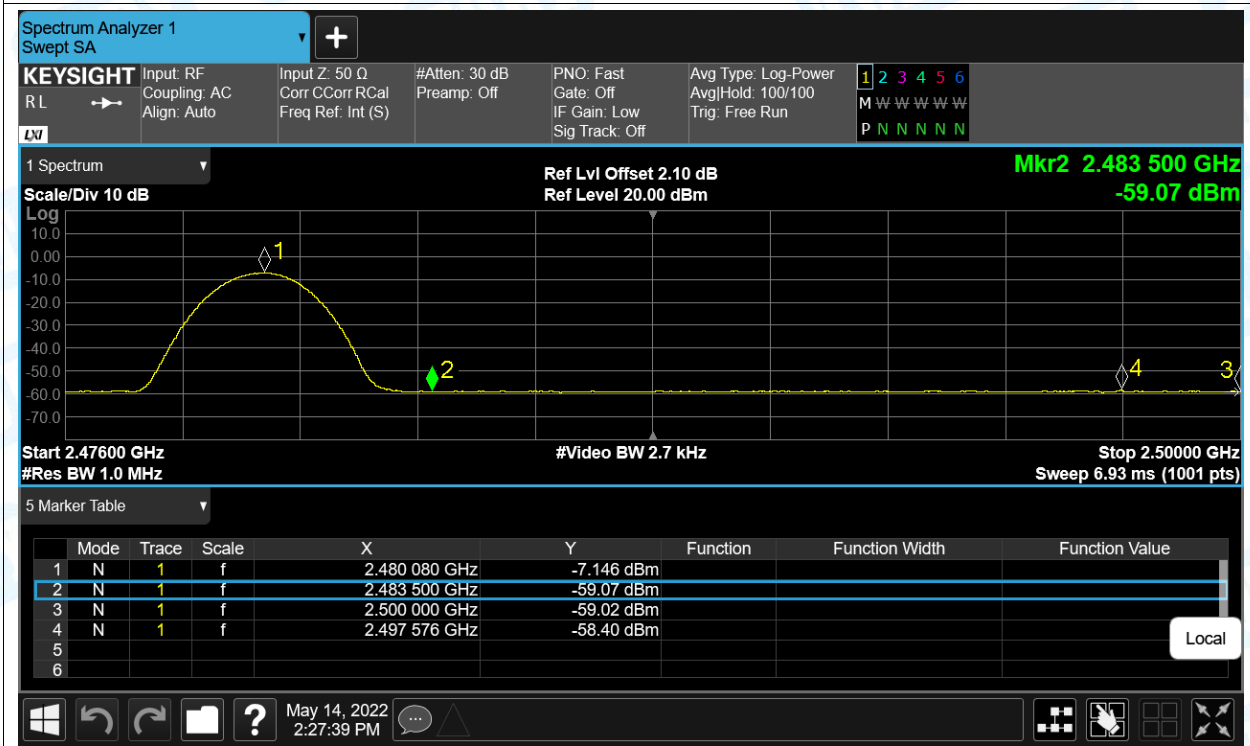 Spectrum Analyzer 1
Swept SA
KEYSIGHT Input: RF Input Z: 50 Ω #Atten: 30 dB PNO: Fast Avg Type: Log-Power 1 2 3 4 5 6
R L Coupling: AC Corr CCorr RCal Preamp: Off Gate: Off Avg|Hold: 100/100 M W W W W W
Align: Auto Freq Ref: Int (S) IF Gain: Low Trig: Free Run
LXI Sig Track: Off P N N N N N
1 Spectrum Ref Lvl Offset 2.10 dB Mkr2 2.483 500 GHz
Scale/Div 10 dB Ref Level 20.00 dBm -59.07 dBm
Log
10.0
0.00
-10.0
-20.0
-30.0
-40.0
-50.0
-60.0
-70.0
1
2
4
3
Start 2.47600 GHz #Video BW 2.7 kHz Stop 2.50000 GHz
#Res BW 1.0 MHz Sweep 6.93 ms (1001 pts)
5 Marker Table
Mode Trace Scale X Y Function Function Width Function Value
1 N 1 f 2.480 080 GHz -7.146 dBm
2 N 1 f 2.483 500 GHz -59.07 dBm
3 N 1 f 2.500 000 GHz -59.02 dBm
4 N 1 f 2.497 576 GHz -58.40 dBm
5
6
Local
? May 14, 2022
2:27:39 PM